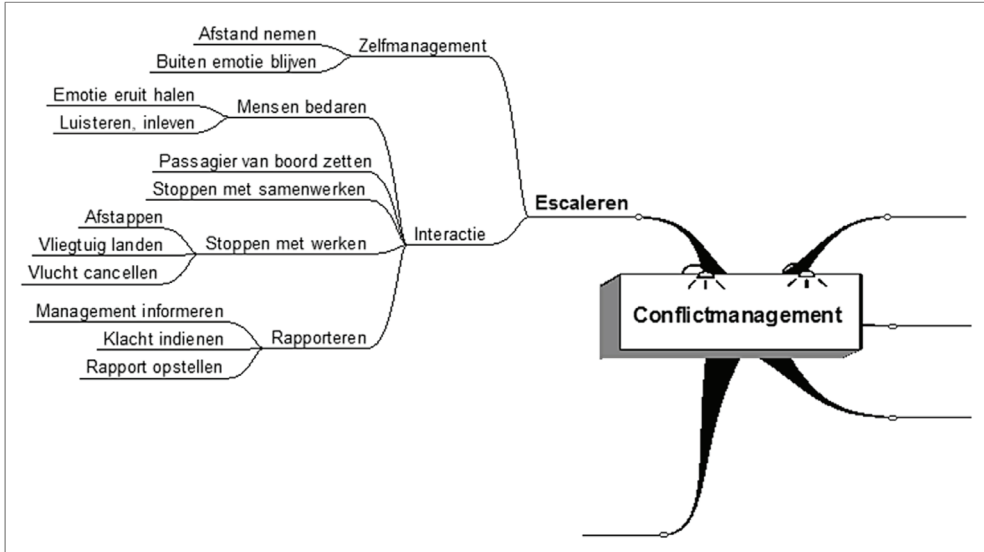 Afstand nemen
Buiten emotie blijven
Zelfmanagement
Emotie eruit halen
Luisteren, inleven
Mensen bedaren
Passagier van boord zetten
Stoppen met samenwerken
Afstappen
Vliegtuig landen
Vlucht cancellen
Stoppen met werken
Management informeren
Klacht indienen
Rapport opstellen
Rapporteren
Interactie
Escaleren
Conflictmanagement